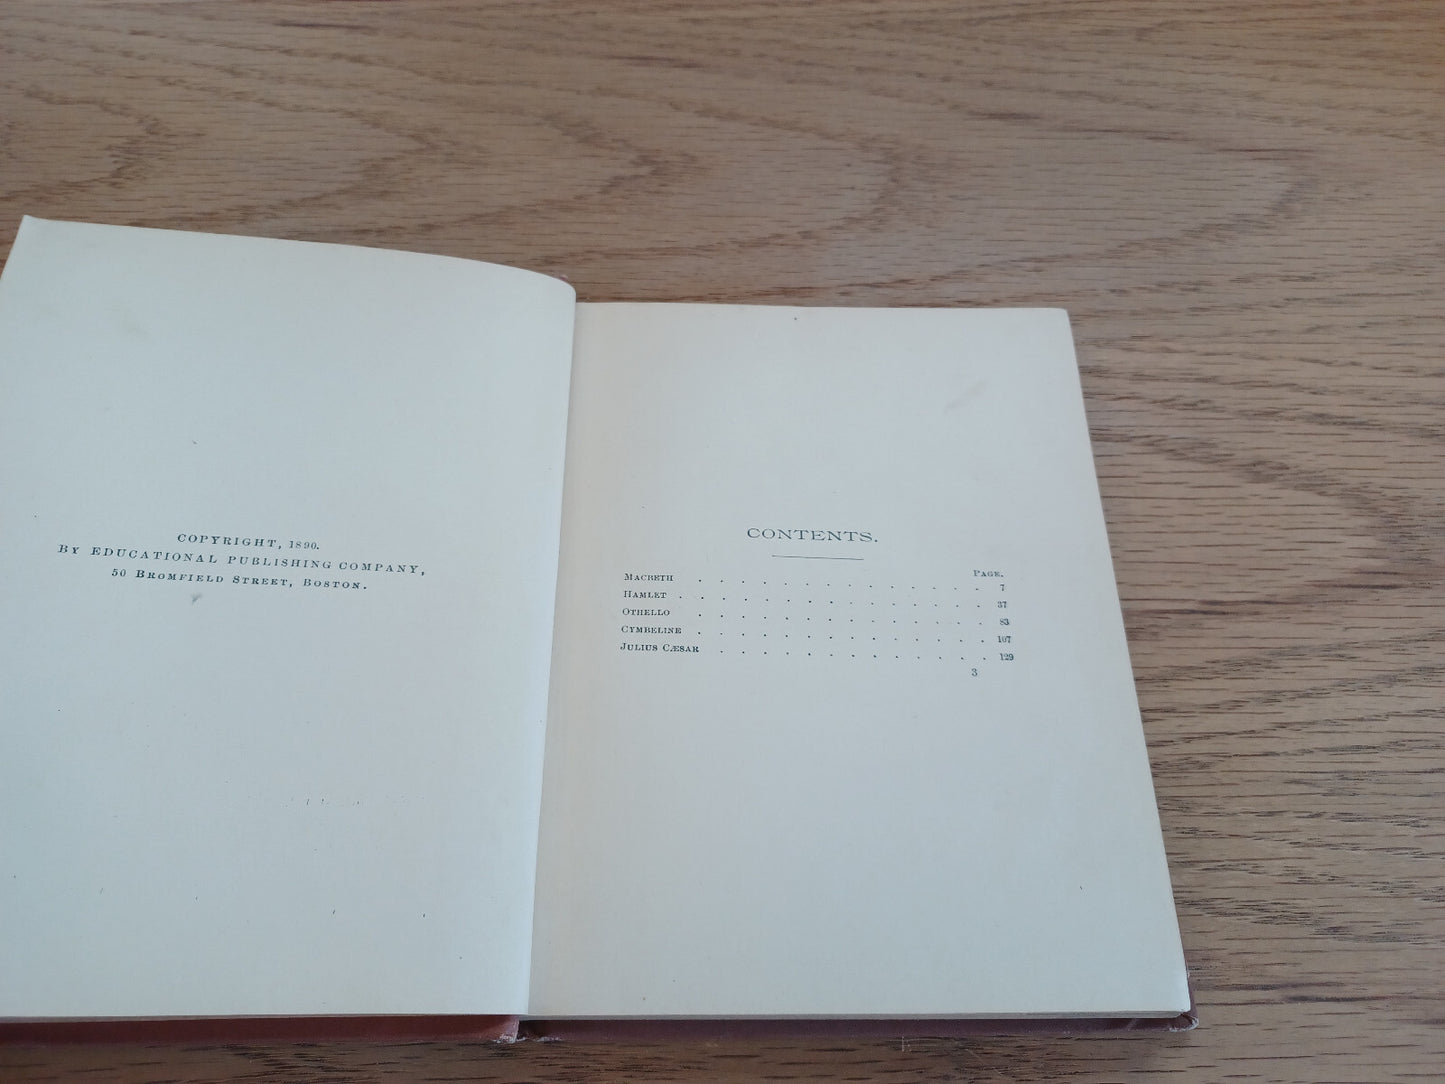 COPYRIGHT, 1890.
BY EDUCATIONAL PUBLISHING COMPANY,
50 BROMFIELD STREET, BOSTON.
CONTENTS.
PAGE.
MACBETH . . . . . . . . . . . . . . 7
HAMLET . . . . . . . . . . . . . . . 37
OTHELLO . . . . . . . . . . . . . . 83
CYMBELINE . . . . . . . . . . . . . . 107
JULIUS CÆSAR . . . . . . . . . . . . . 129
3